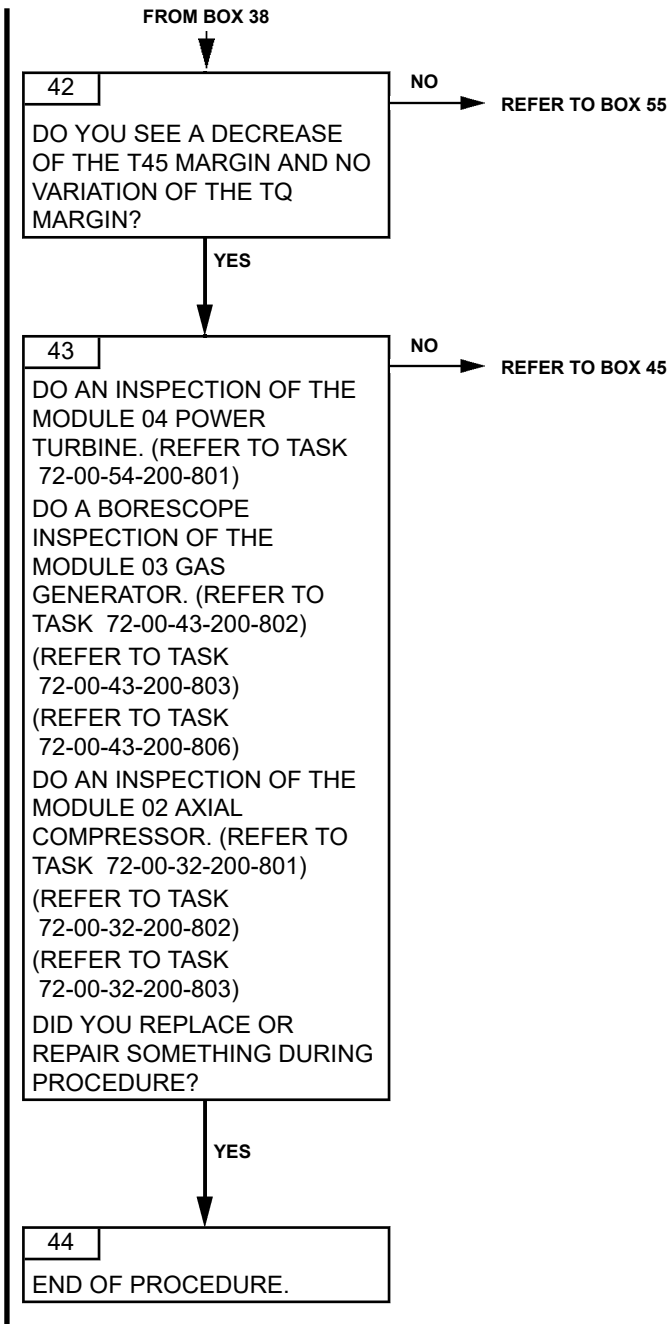 FROM BOX 38
42
NO
REFER TO BOX 55
DO YOU SEE A DECREASE
OF THE T45 MARGIN AND NO
VARIATION OF THE TQ
MARGIN?
YES
43
NO
REFER TO BOX 45
DO AN INSPECTION OF THE
MODULE 04 POWER
TURBINE. (REFER TO TASK
72-00-54-200-801)
DO A BORESCOPE
INSPECTION OF THE
MODULE 03 GAS
GENERATOR. (REFER TO
TASK 72-00-43-200-802)
(REFER TO TASK
72-00-43-200-803)
(REFER TO TASK
72-00-43-200-806)
DO AN INSPECTION OF THE
MODULE 02 AXIAL
COMPRESSOR. (REFER TO
TASK 72-00-32-200-801)
(REFER TO TASK
72-00-32-200-802)
(REFER TO TASK
72-00-32-200-803)
DID YOU REPLACE OR
REPAIR SOMETHING DURING
PROCEDURE?
YES
44
END OF PROCEDURE.